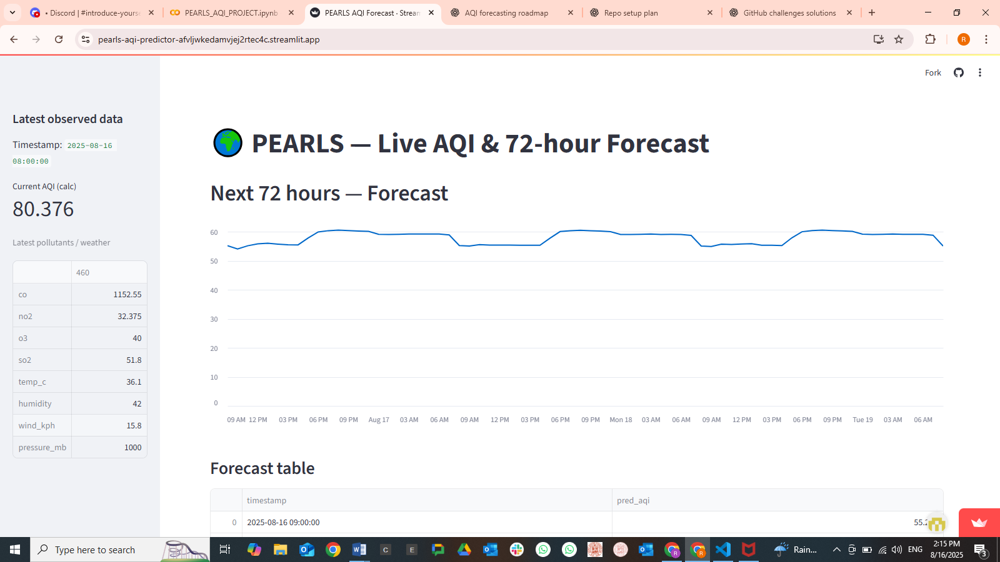 • Discord | #introduce-yourse
PEARLS_AQI_PROJECT.ipynb
PEARLS AQI Forecast · Stream
AQI forecasting roadmap
Repo setup plan
GitHub challenges solutions
pearls-aqi-predictor-afvljwkedamvjej2rtec4c.streamlit.app
R
Fork
Latest observed data
Timestamp: 2025-08-16
08:00:00
Current AQI (calc)
80.376
Latest pollutants / weather
460
co 1152.55
no2 32.375
o3 40
so2 51.8
temp_c 36.1
humidity 42
wind_kph 15.8
pressure_mb 1000
PEARLS — Live AQI & 72-hour Forecast
Next 72 hours — Forecast
60
50
40
30
20
10
0
09 AM 12 PM 03 PM 06 PM 09 PM Aug 17 03 AM 06 AM 09 AM 12 PM 03 PM 06 PM 09 PM Mon 18 03 AM 06 AM 09 AM 12 PM 03 PM 06 PM 09 PM Tue 19 03 AM 06 AM
Forecast table
timestamp pred_aqi
0 2025-08-16 09:00:00
Type here to search
C
E
R
R
Rain...
ENG
2:15 PM
8/16/2025
3